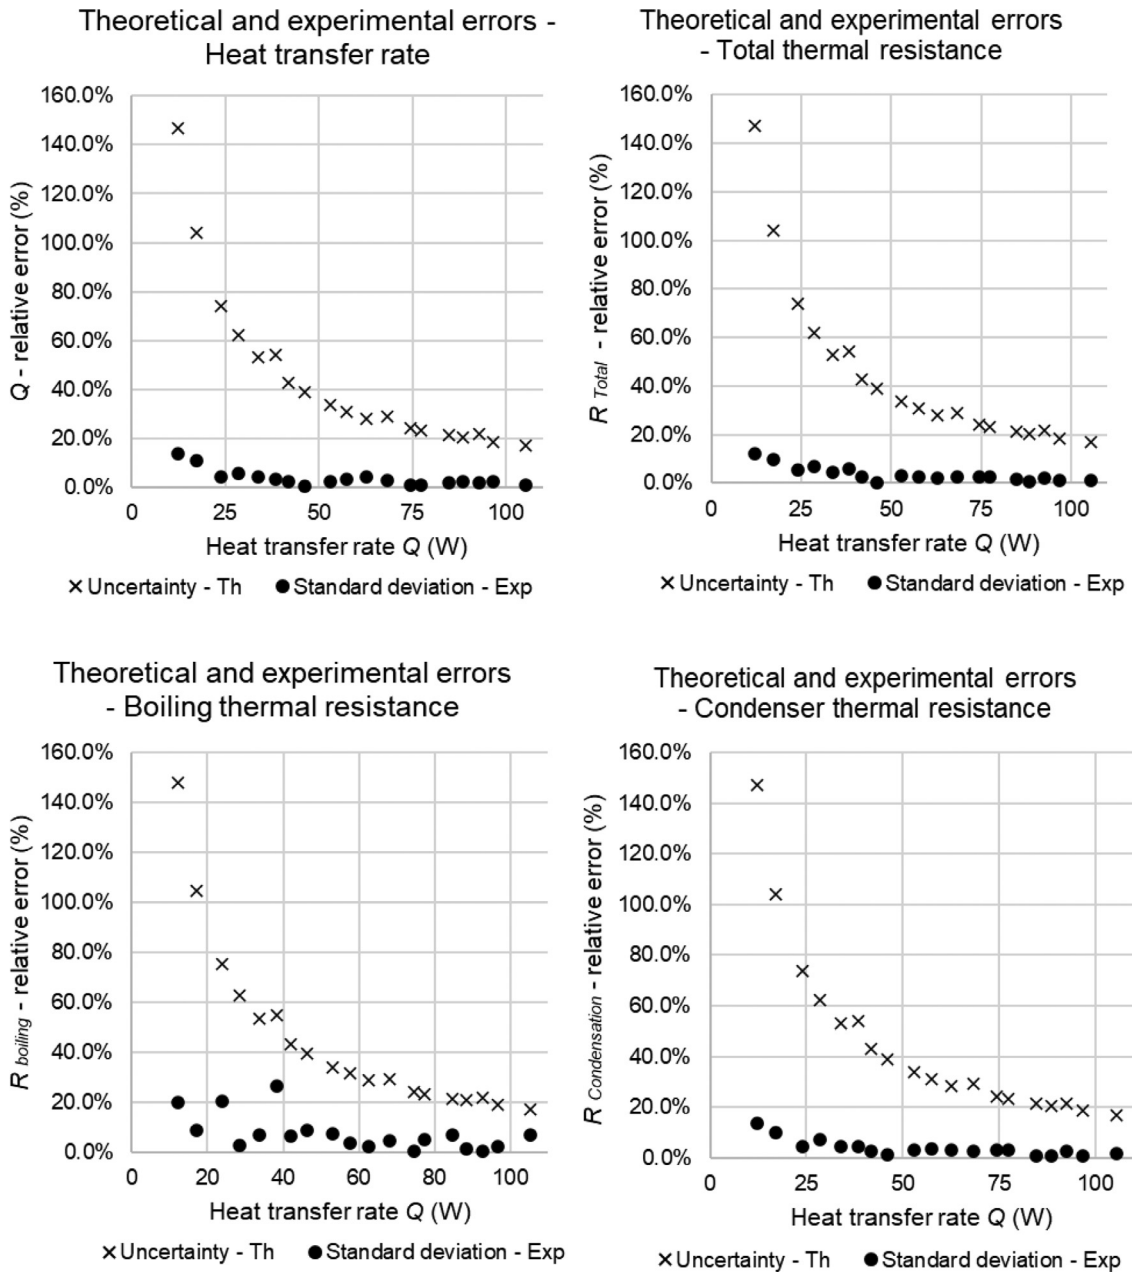 Theoretical and experimental errors -
Heat transfer rate
160.0%
140.0%
120.0%
100.0%
80.0%
60.0%
40.0%
20.0%
0.0%
Q - relative error (%)
0 25 50 75 100
Heat transfer rate Q (W)
× Uncertainty - Th ● Standard deviation - Exp
Theoretical and experimental errors
- Total thermal resistance
160.0%
140.0%
120.0%
100.0%
80.0%
60.0%
40.0%
20.0%
0.0%
R Total - relative error (%)
0 25 50 75 100
Heat transfer rate Q (W)
× Uncertainty - Th ● Standard deviation - Exp
Theoretical and experimental errors
- Boiling thermal resistance
160.0%
140.0%
120.0%
100.0%
80.0%
60.0%
40.0%
20.0%
0.0%
R boiling - relative error (%)
0 20 40 60 80 100
Heat transfer rate Q (W)
× Uncertainty - Th ● Standard deviation - Exp
Theoretical and experimental errors
- Condenser thermal resistance
160.0%
140.0%
120.0%
100.0%
80.0%
60.0%
40.0%
20.0%
0.0%
R Condensation - relative error (%)
0 25 50 75 100
Heat transfer rate Q (W)
× Uncertainty - Th ● Standard deviation - Exp